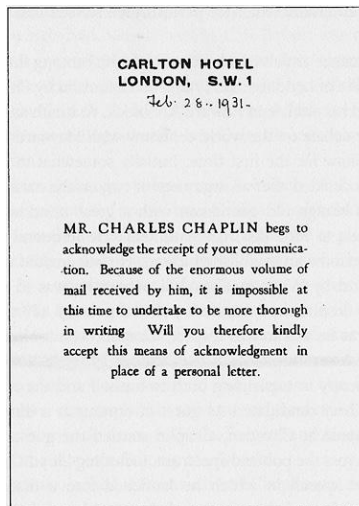 CARLTON HOTEL
LONDON, S.W. 1
Feb. 28.. 1931-
MR. CHARLES CHAPLIN begs to
acknowledge the receipt of your communica-
tion. Because of the enormous volume of
mail received by him, it is impossible at
this time to undertake to be more thorough
in writing Will you therefore kindly
accept this means of acknowledgment in
place of a personal letter.